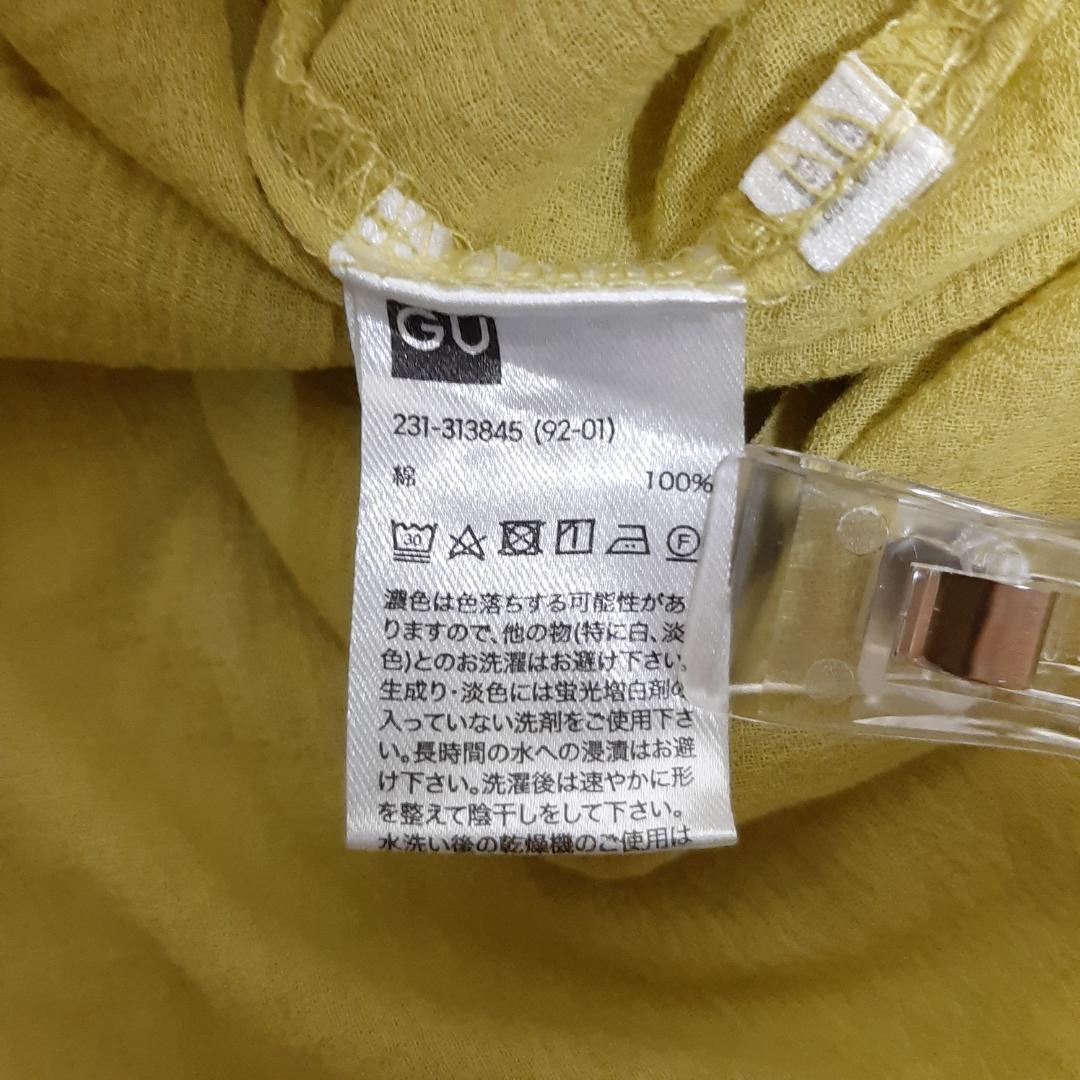 GU
231-313845 (92-01)
綿 100%
30
F
濃色は色落ちする可能性があ
りますので、他の物(特に白、淡
色)とのお洗濯はお避け下さい。
生成り・淡色には蛍光増白剤の
入っていない洗剤をご使用下さ
い。長時間の水への浸漬はお避
け下さい。洗濯後は速やかに形
を整えて陰干しをして下さい。
水洗い後の乾燥機のご使用は